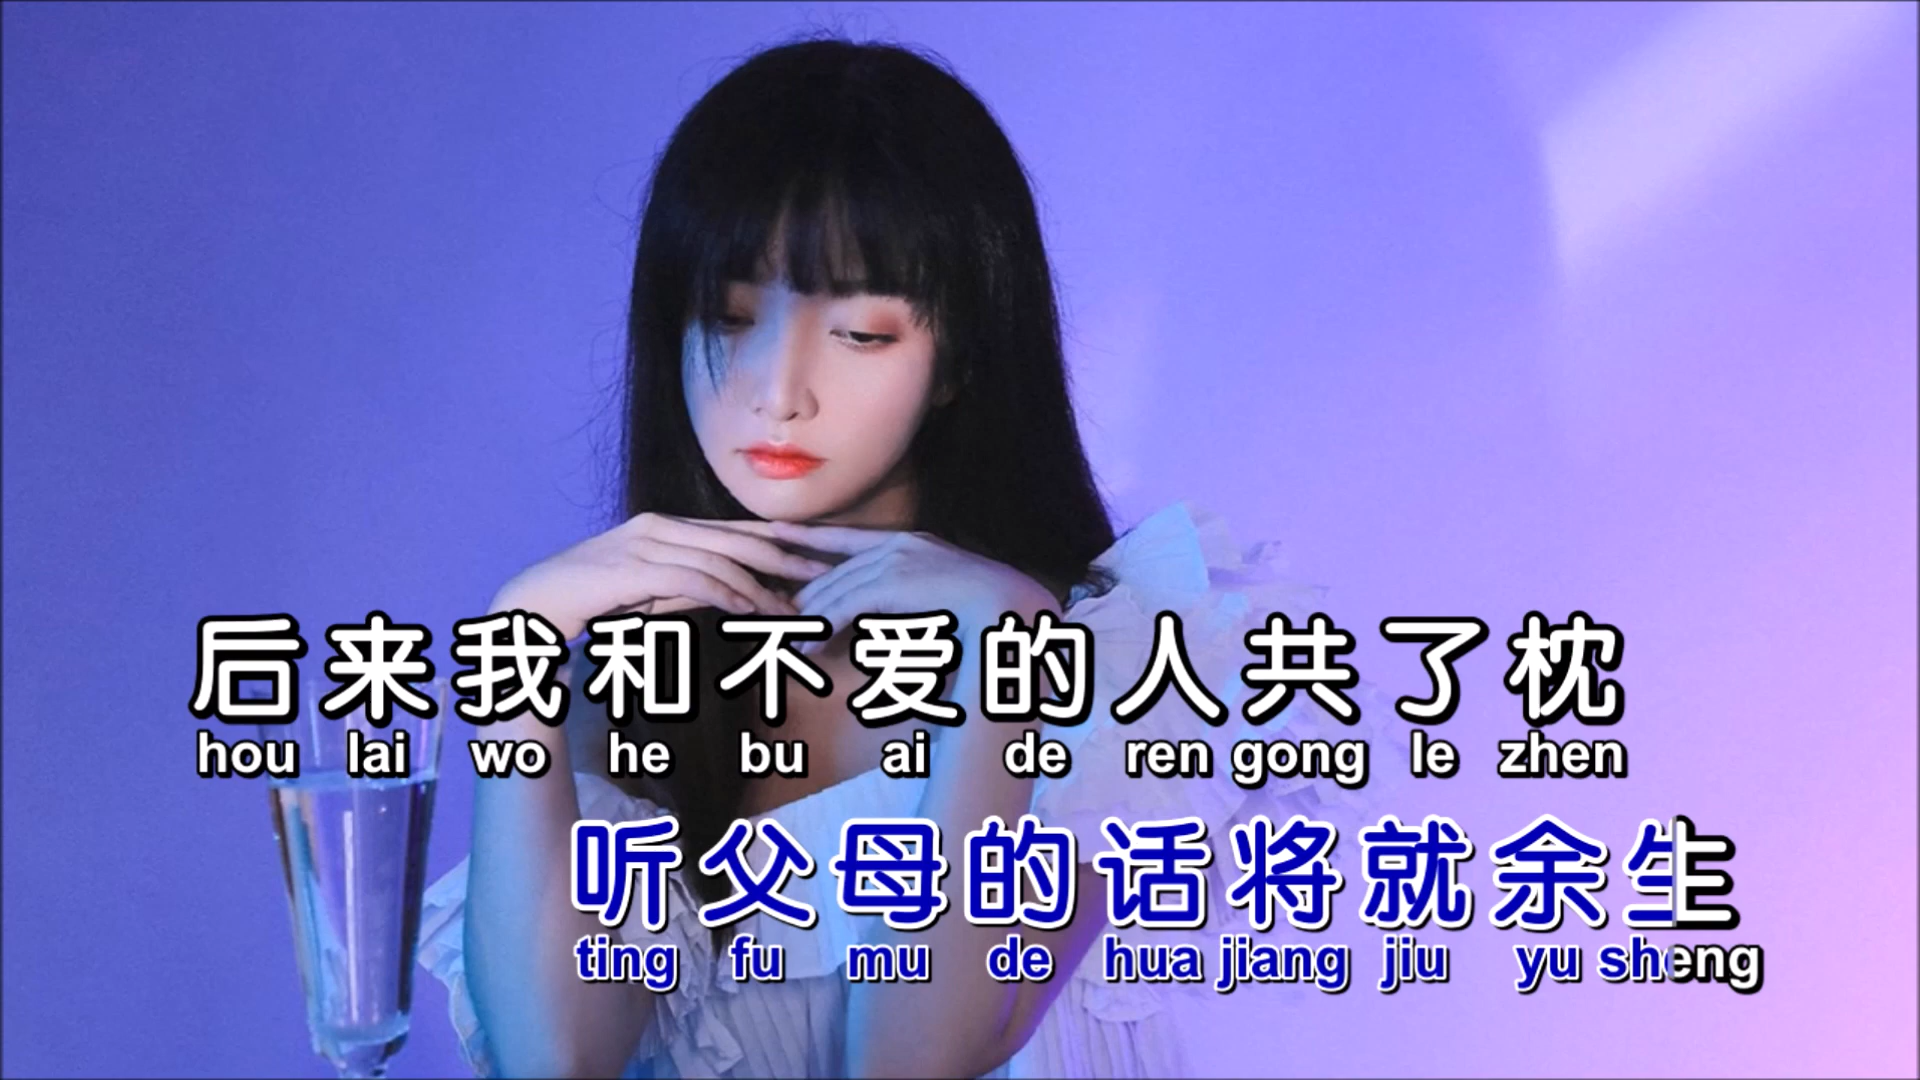 后来我和不爱的人共了枕
hou lai wo he bu ai de ren gong le zhen
听父母的话将就余生
ting fu mu de hua jiang jiu yu sheng